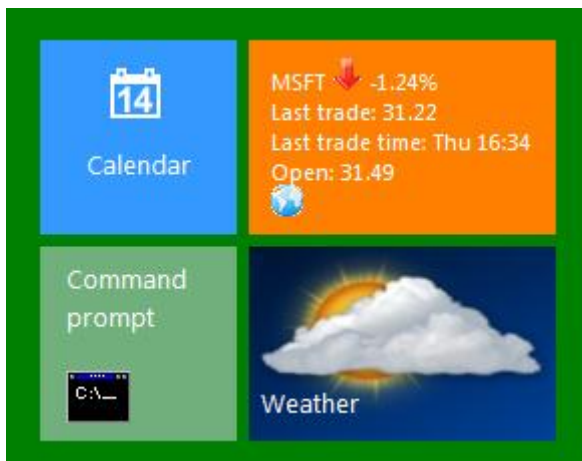 14
Calendar
MSFT -1.24%
Last trade: 31.22
Last trade time: Thu 16:34
Open: 31.49
Command
prompt
C:\_
Weather